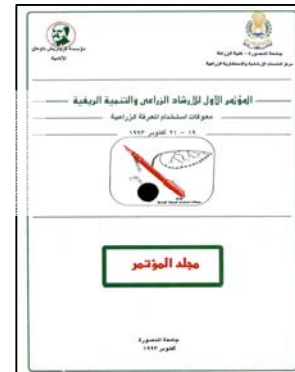 جامعة المنصورة - كلية الزراعة
مركز الخدمات الإرشادية والاستشارية الزراعية
مؤسسة فريدريش ناومان
الألمانية
المؤتمر الأول للإرشاد الزراعى والتنمية الريفية
معوقات استخدام المعرفة الزراعية
١٩ - ٢١ أكتوبر ١٩٩٣
مجلد المؤتمر
جامعة المنصورة
أكتوبر ١٩٩٣